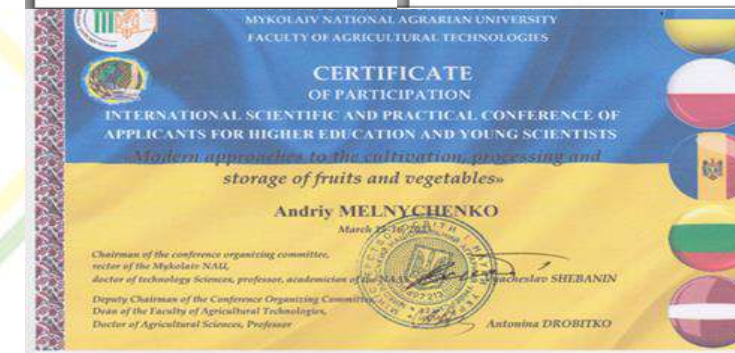 MYKOLAIV NATIONAL AGRARIAN UNIVERSITY
FACULTY OF AGRICULTURAL TECHNOLOGIES
CERTIFICATE
OF PARTICIPATION
INTERNATIONAL SCIENTIFIC AND PRACTICAL CONFERENCE OF
APPLICANTS FOR HIGHER EDUCATION AND YOUNG SCIENTISTS
«Modern approaches to the cultivation, processing and
storage of fruits and vegetables»
Andriy MELNYCHENKO
March
Chairman of the conference organizing committee,
rector of the Mykolaiv NAU,
doctor of technology Sciences, professor, academician of the NAAS
SHEBANIN
Deputy Chairman of the Conference Organizing Committee,
Dean of the Faculty of Agricultural Technologies,
Doctor of Agricultural Sciences, Professor
Antonina DROBITKO